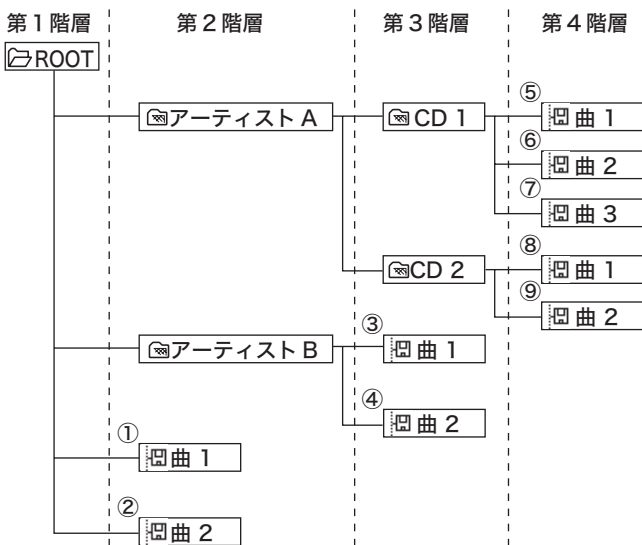 第1階層 第2階層 第3階層 第4階層
ROOT
アーティスト A CD 1 ⑤ 曲 1
⑥ 曲 2
⑦ 曲 3
CD 2 ⑧ 曲 1
⑨ 曲 2
アーティスト B ③ 曲 1
④ 曲 2
① 曲 1
② 曲 2